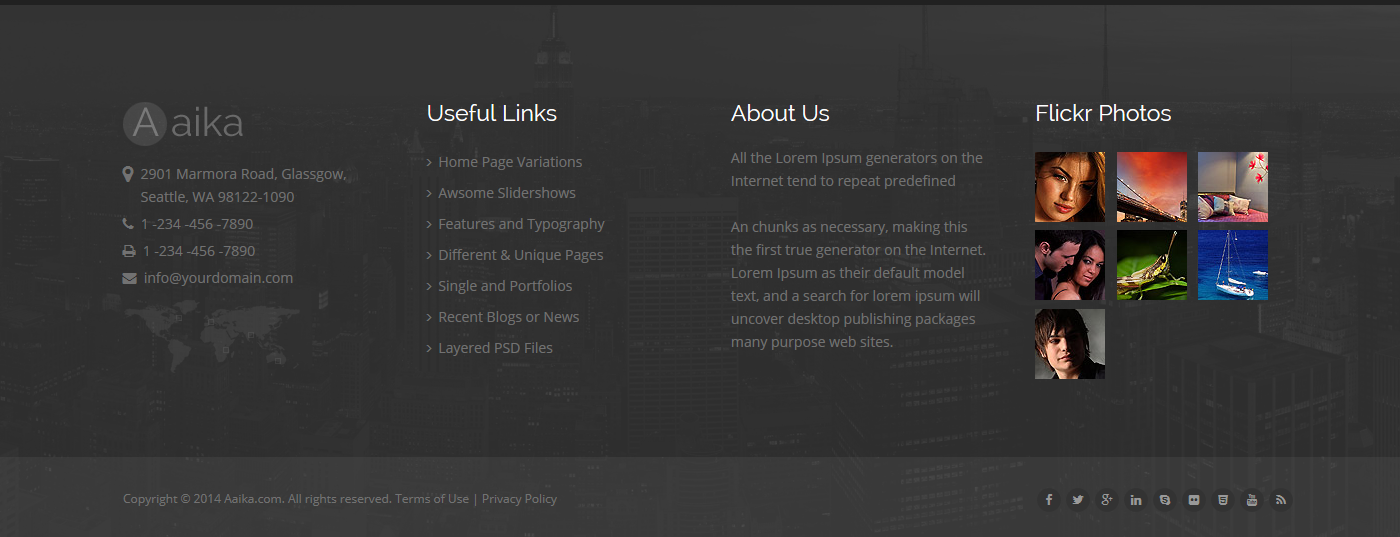 A aika
2901 Marmora Road, Glassgow,
Seattle, WA 98122-1090
1 -234 -456 -7890
1 -234 -456 -7890
info@yourdomain.com
Useful Links
Home Page Variations
Awsome Slidershows
Features and Typography
Different & Unique Pages
Single and Portfolios
Recent Blogs or News
Layered PSD Files
About Us
All the Lorem Ipsum generators on the
Internet tend to repeat predefined
An chunks as necessary, making this
the first true generator on the Internet.
Lorem Ipsum as their default model
text, and a search for lorem ipsum will
uncover desktop publishing packages
many purpose web sites.
Flickr Photos
Copyright © 2014 Aaika.com. All rights reserved. Terms of Use | Privacy Policy